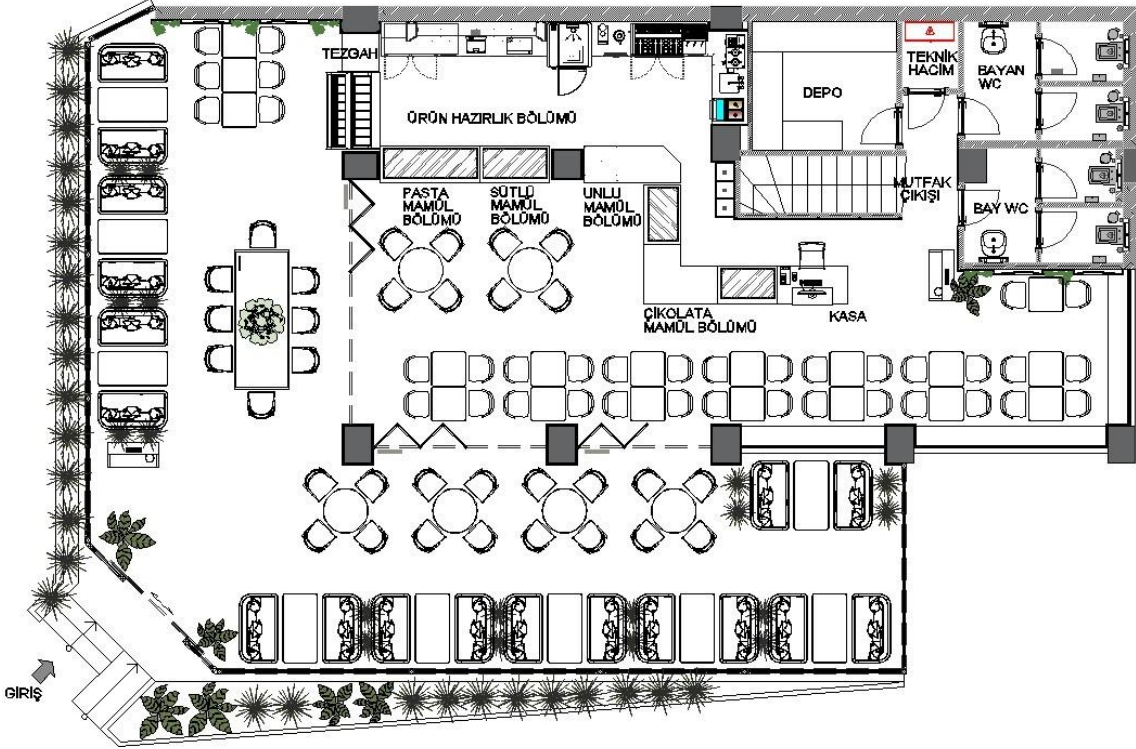 TEZGAH
ÜRÜN HAZIRLIK BÖLÜMÜ
DEPO
TEKNİK
HACİM
BAYAN
WC
PASTA
MAMÜL
BÖLÜMÜ
SÜTLÜ
MAMÜL
BÖLÜMÜ
UNLU
MAMÜL
BÖLÜMÜ
MUTFAK
ÇIKIŞI
BAY WC
ÇİKOLATA
MAMÜL BÖLÜMÜ
KASA
GİRİŞ